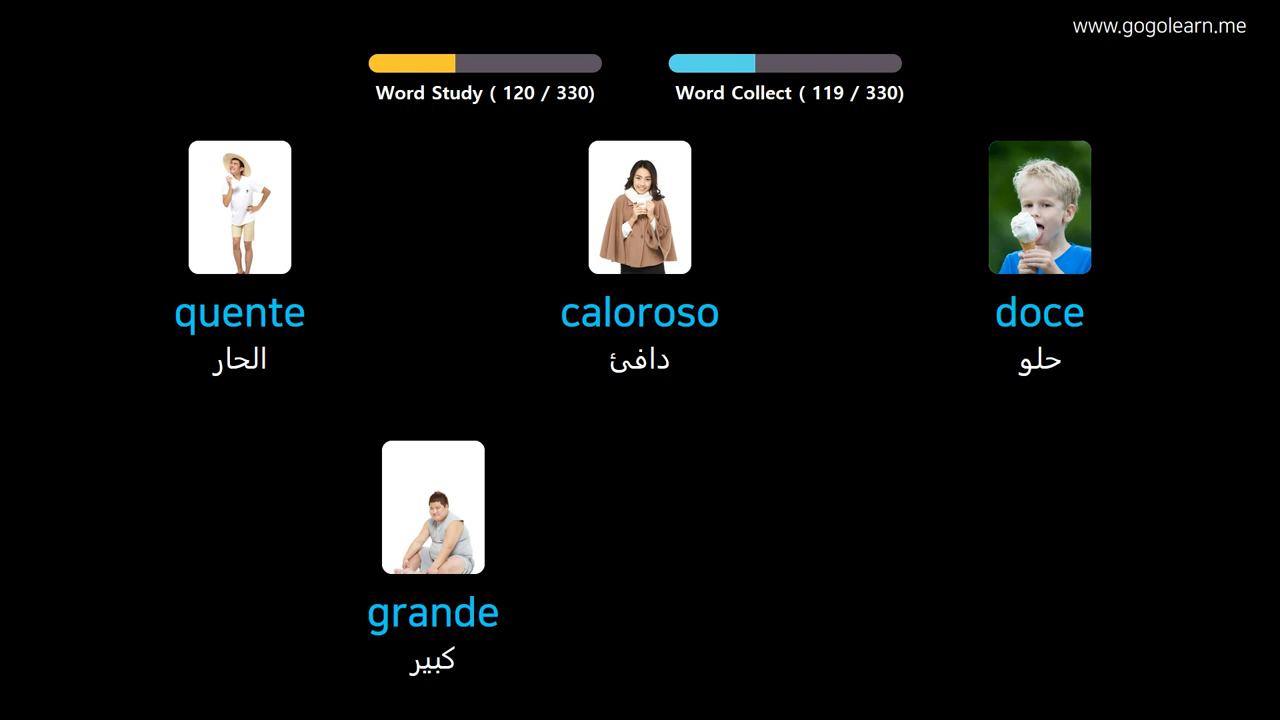 www.gogolearn.me
Word Study ( 120 / 330)
Word Collect ( 119 / 330)
quente
الحار
caloroso
دافئ
doce
حلو
grande
كبير